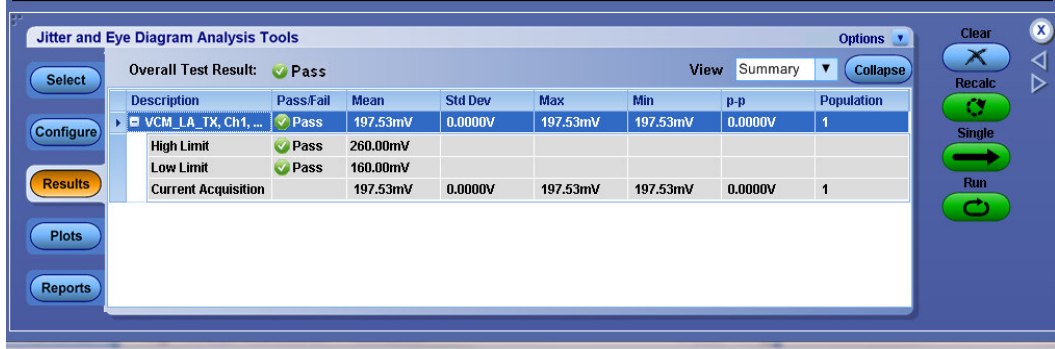 Jitter and Eye Diagram Analysis Tools Options Clear X
Select Overall Test Result: Pass View Summary Collapse
Recalc
Description Pass/Fail Mean Std Dev Max Min p-p Population
VCM_LA_TX, Ch1, ... Pass 197.53mV 0.0000V 197.53mV 197.53mV 0.0000V 1
Configure Single
High Limit Pass 260.00mV
Low Limit Pass 160.00mV
Results Current Acquisition 197.53mV 0.0000V 197.53mV 197.53mV 0.0000V 1
Run
Plots
Reports